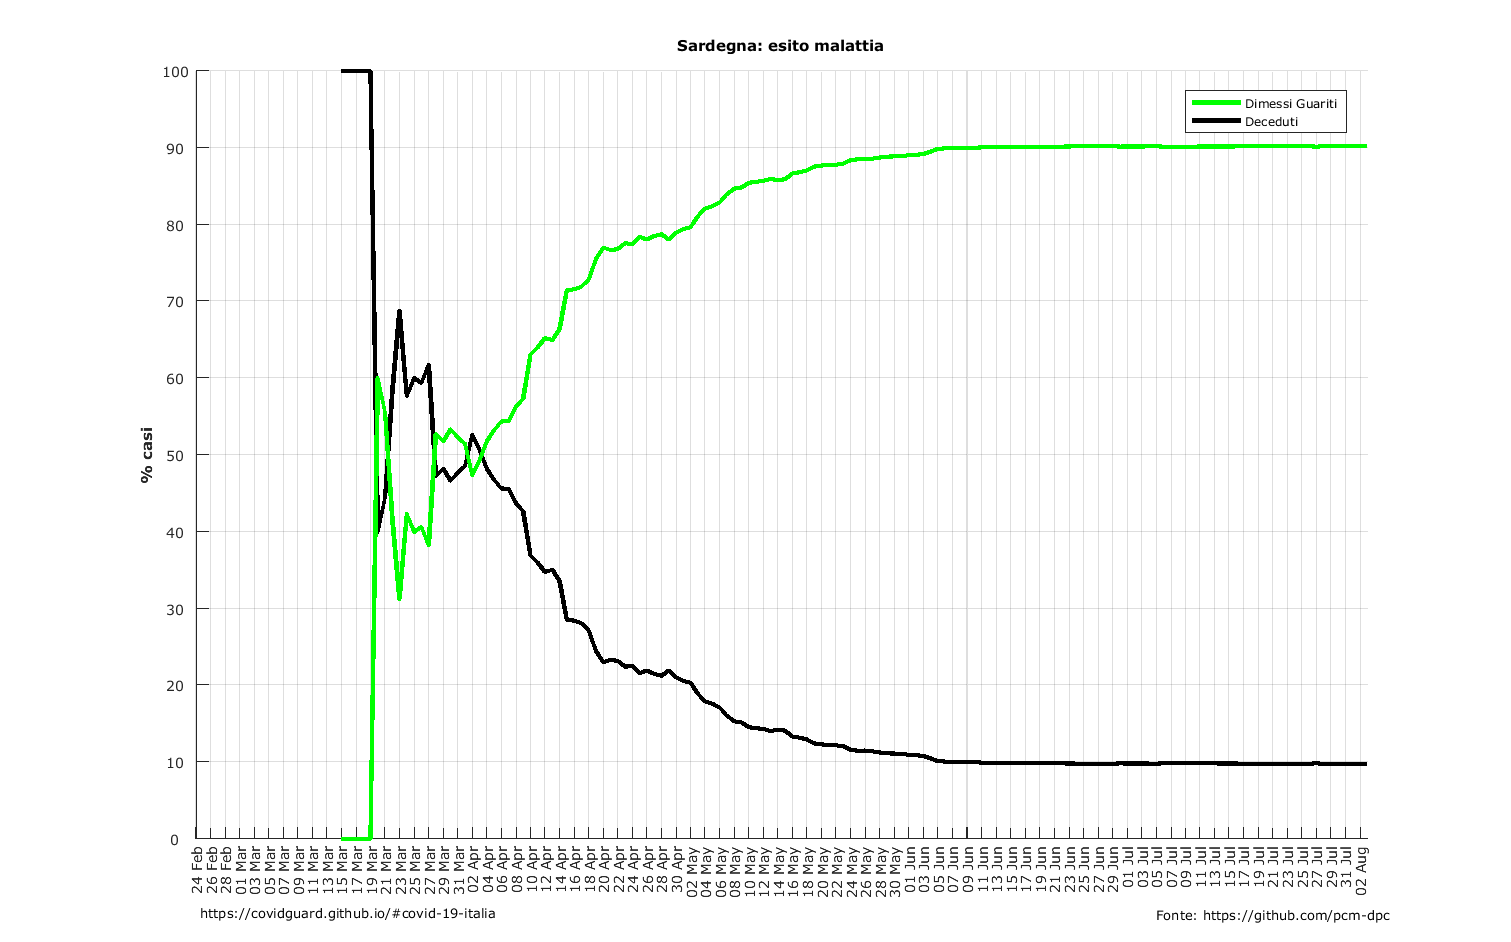 Sardegna: esito malattia
100
90
80
70
60
50
40
30
20
10
0
% casi
Dimessi Guariti
Deceduti
24 Feb
26 Feb
28 Feb
01 Mar
03 Mar
05 Mar
07 Mar
09 Mar
11 Mar
13 Mar
15 Mar
17 Mar
19 Mar
21 Mar
23 Mar
25 Mar
27 Mar
29 Mar
31 Mar
02 Apr
04 Apr
06 Apr
08 Apr
10 Apr
12 Apr
14 Apr
16 Apr
18 Apr
20 Apr
22 Apr
24 Apr
26 Apr
28 Apr
30 Apr
02 May
04 May
06 May
08 May
10 May
12 May
14 May
16 May
18 May
20 May
22 May
24 May
26 May
28 May
30 May
01 Jun
03 Jun
05 Jun
07 Jun
09 Jun
11 Jun
13 Jun
15 Jun
17 Jun
19 Jun
21 Jun
23 Jun
25 Jun
27 Jun
29 Jun
01 Jul
03 Jul
05 Jul
07 Jul
09 Jul
11 Jul
13 Jul
15 Jul
17 Jul
19 Jul
21 Jul
23 Jul
25 Jul
27 Jul
29 Jul
31 Jul
02 Aug
https://covidguard.github.io/#covid-19-italia
Fonte: https://github.com/pcm-dpc